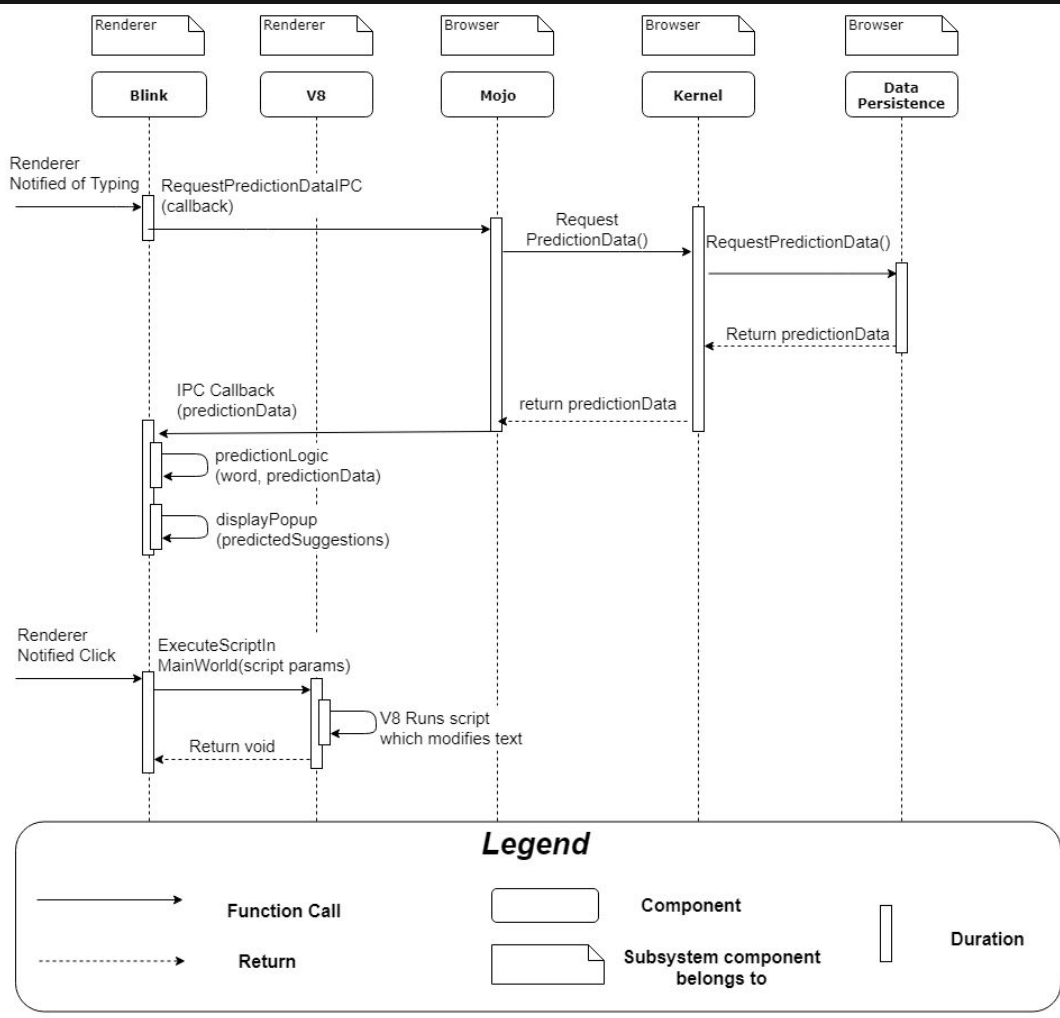 Renderer
Renderer
Browser
Browser
Browser
Blink
V8
Mojo
Kernel
Data
Persistence
Renderer
Notified of Typing
RequestPredictionDataIPC
(callback)
Request
PredictionData()
RequestPredictionData()
Return predictionData
return predictionData
IPC Callback
(predictionData)
predictionLogic
(word, predictionData)
displayPopup
(predictedSuggestions)
Renderer
Notified Click
ExecuteScriptIn
MainWorld(script params)
V8 Runs script
which modifies text
Return void
Legend
Function Call
Component
Duration
Return
Subsystem component
belongs to